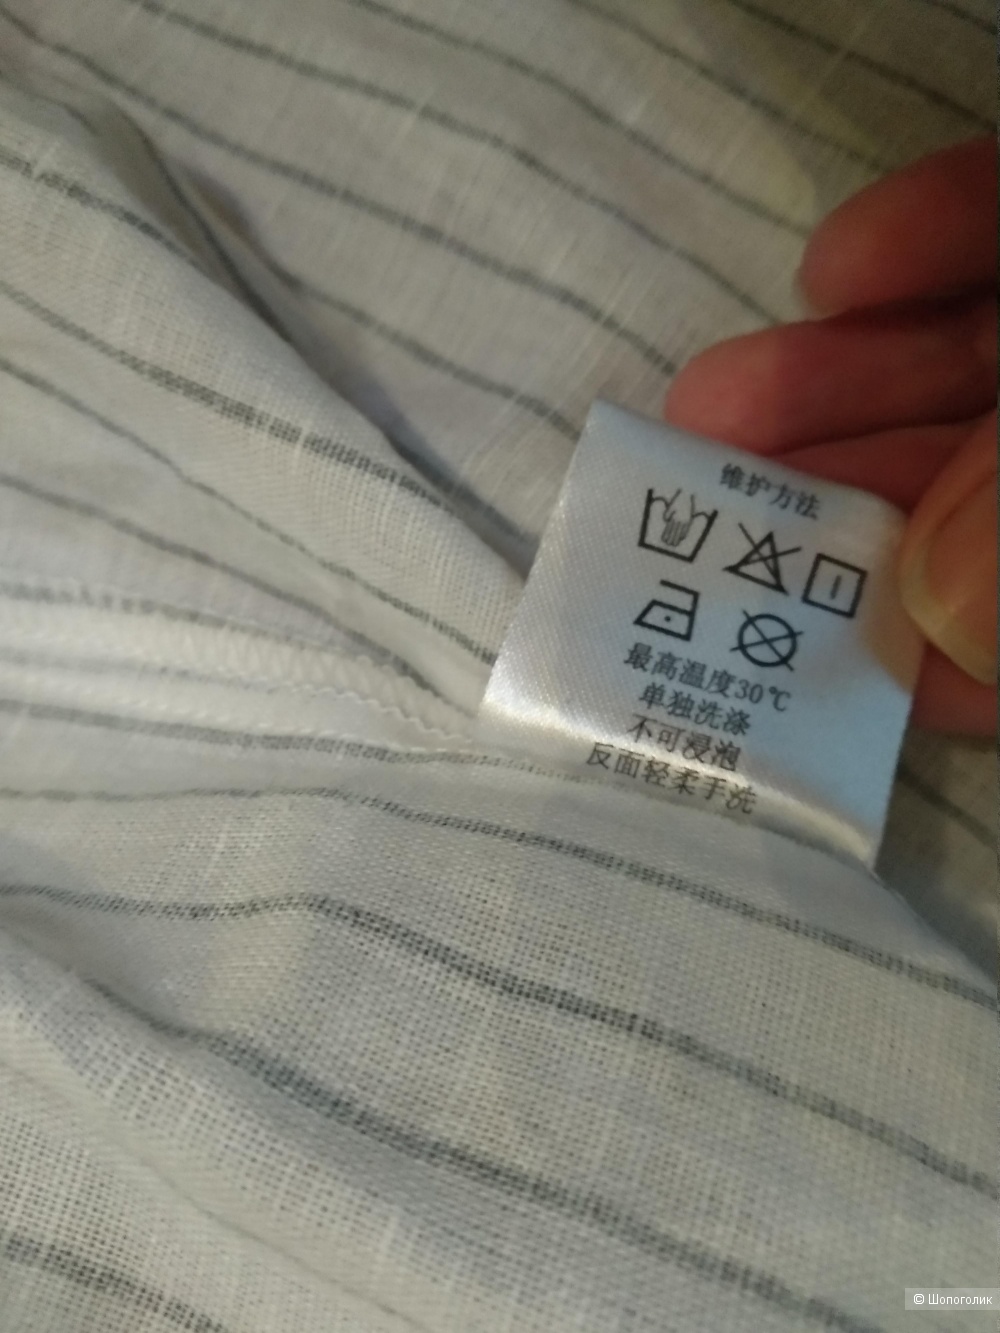 维护方法
最高温度30℃
单独洗涤
不可浸泡
反面轻柔手洗
© Шопоголик